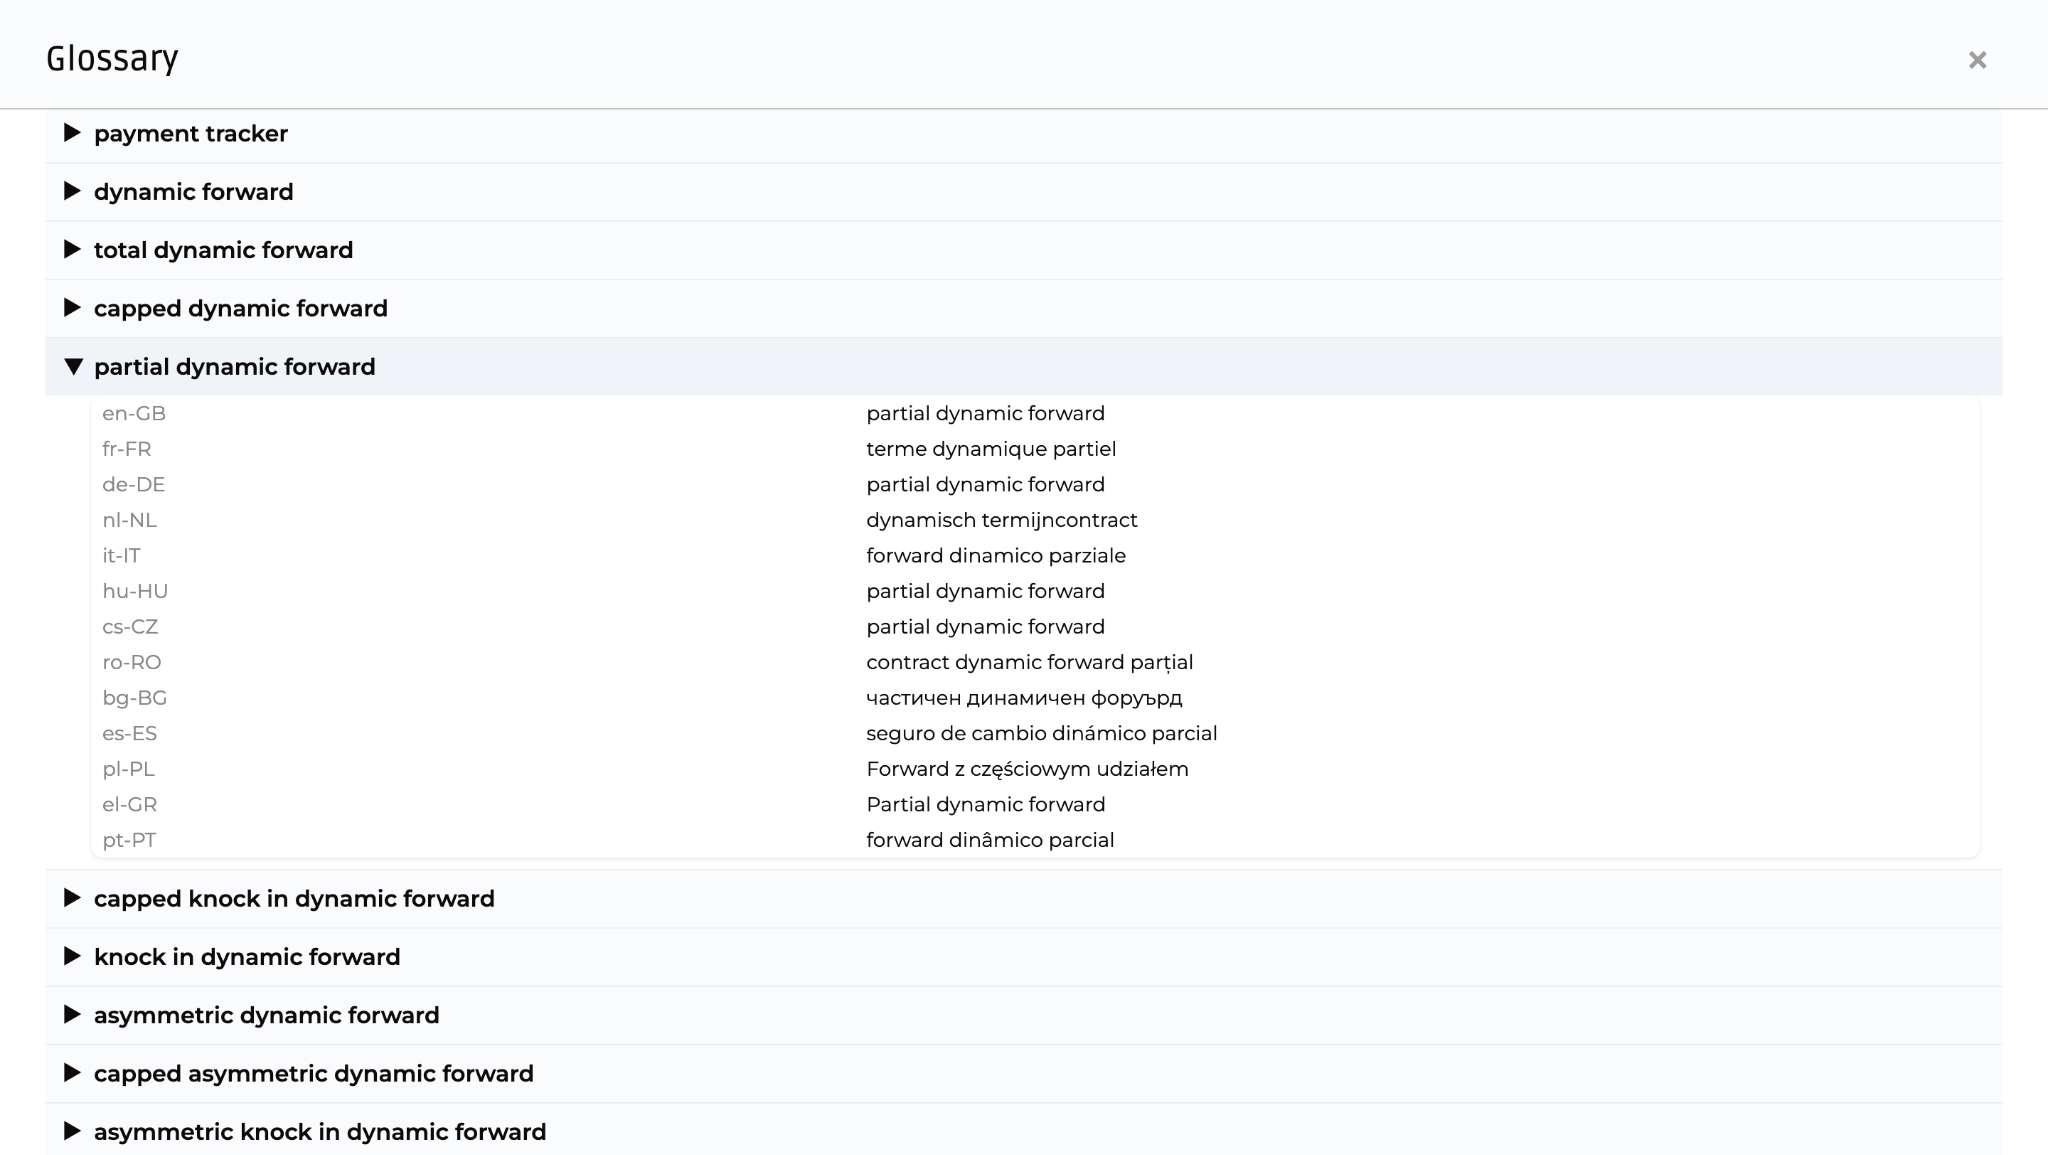 Glossary
×
payment tracker
dynamic forward
total dynamic forward
capped dynamic forward
partial dynamic forward
en-GB partial dynamic forward
fr-FR terme dynamique partiel
de-DE partial dynamic forward
nl-NL dynamisch termijncontract
it-IT forward dinamico parziale
hu-HU partial dynamic forward
cs-CZ partial dynamic forward
ro-RO contract dynamic forward parțial
bg-BG частичен динамичен форуърд
es-ES seguro de cambio dinámico parcial
pl-PL Forward z częściowym udziałem
el-GR Partial dynamic forward
pt-PT forward dinâmico parcial
capped knock in dynamic forward
knock in dynamic forward
asymmetric dynamic forward
capped asymmetric dynamic forward
asymmetric knock in dynamic forward